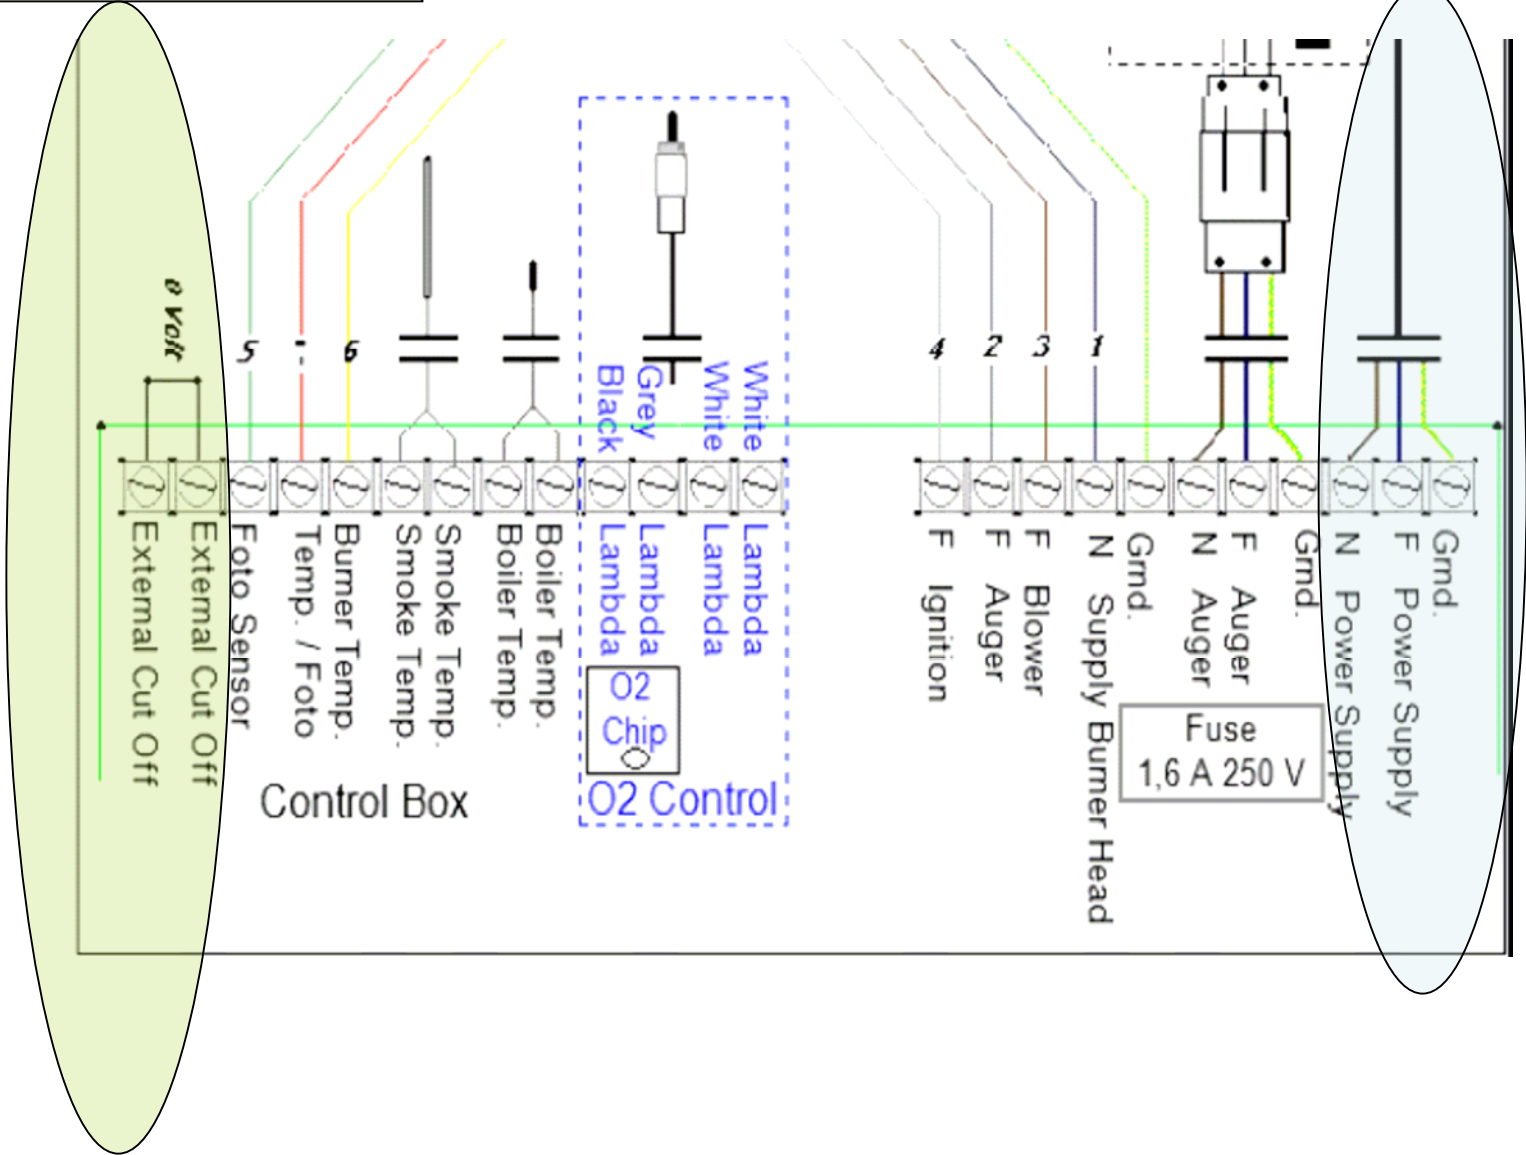 0 Volt
5
-
6
4
2
3
1
Black
Grey
White
White
External Cut Off
External Cut Off
Foto Sensor
Temp. / Foto
Burner Temp.
Smoke Temp.
Smoke Temp.
Boiler Temp.
Boiler Temp.
Lambda
Lambda
Lambda
Lambda
F Ignition
F Auger
F Blower
N Supply Burner Head
Grnd.
N Auger
F Auger
Grnd.
N Power Supply
F Power Supply
Grnd.
O2
Chip
Control Box
O2 Control
Fuse
1,6 A 250 V